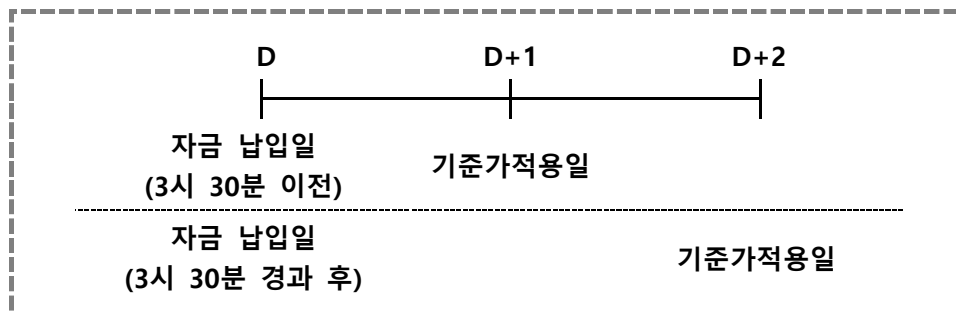 D D+1 D+2
자금 납입일
(3시 30분 이전)
기준가적용일
자금 납입일
(3시 30분 경과 후)
기준가적용일